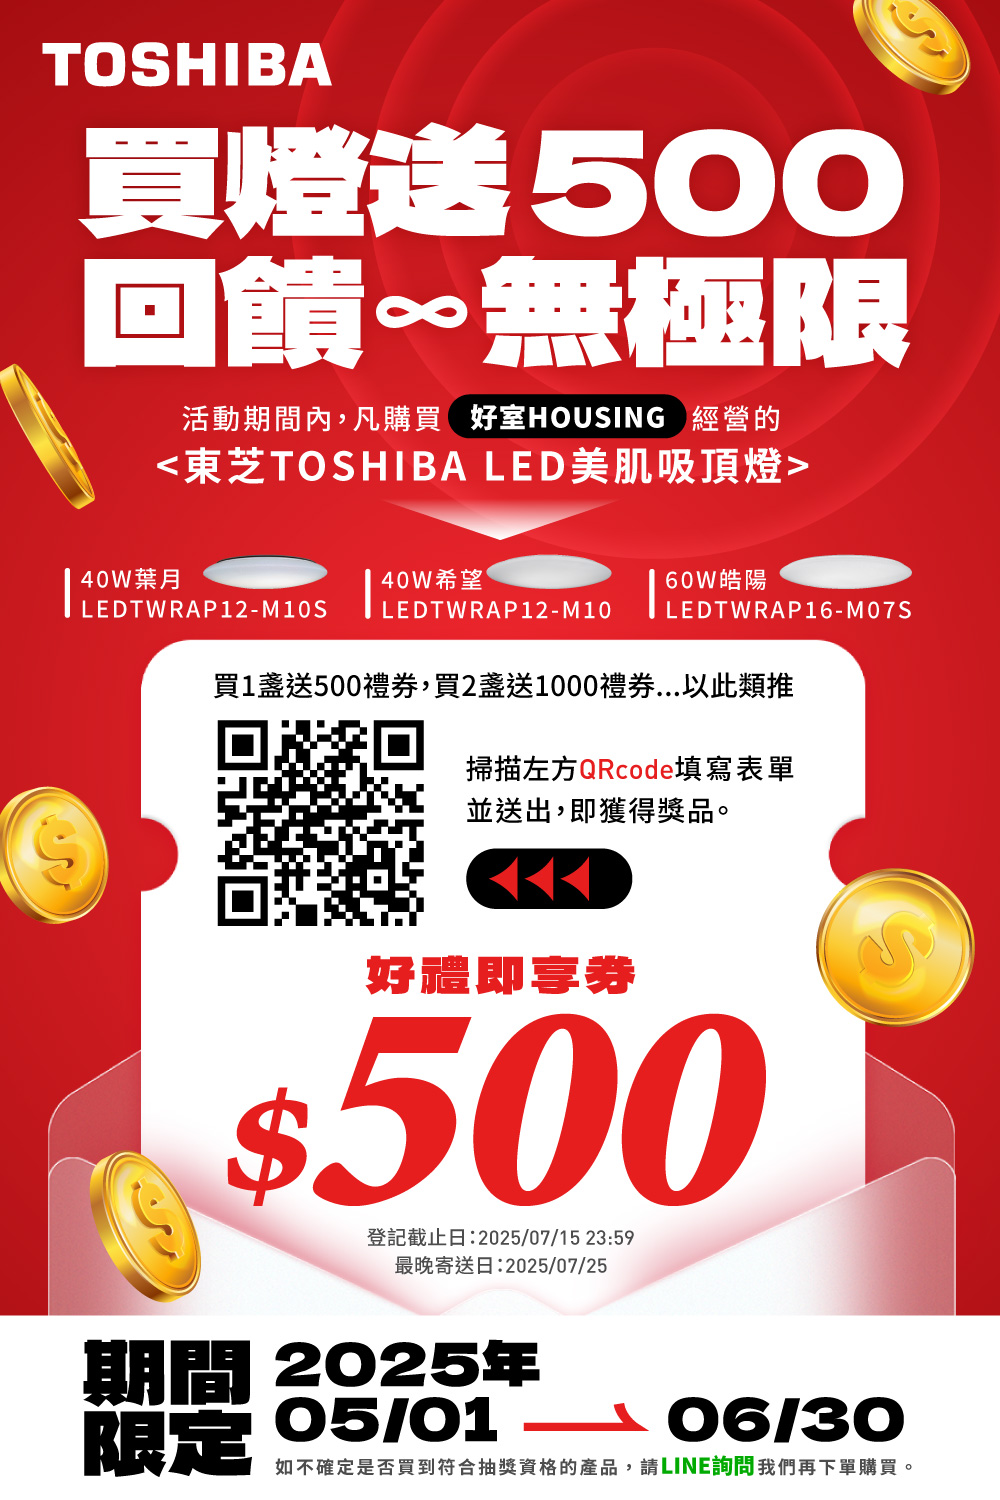 TOSHIBA
買燈送500
回饋∞無極限
活動期間內，凡購買 好室HOUSING 經營的
<東芝TOSHIBA LED美肌吸頂燈>
40W葉月
LEDTWRAP12-M10S
40W希望
LEDTWRAP12-M10
60W皓陽
LEDTWRAP16-M07S
買1盞送500禮券，買2盞送1000禮券...以此類推
掃描左方QRcode填寫表單
並送出，即獲得獎品。
好禮即享券
$500
登記截止日：2025/07/15 23:59
最晚寄送日：2025/07/25
期間
限定
2025年
05/01 06/30
如不確定是否買到符合抽獎資格的產品，請LINE詢問我們再下單購買。